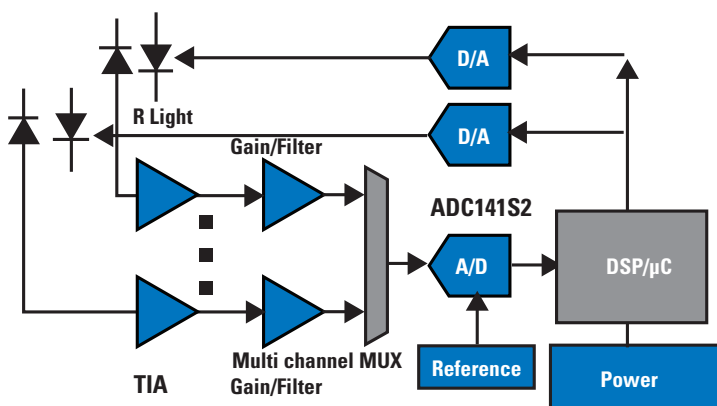 D/A
R Light
D/A
Gain/Filter
ADC141S2
A/D
DSP/µC
Multi channel MUX
Reference
Power
TIA
Gain/Filter